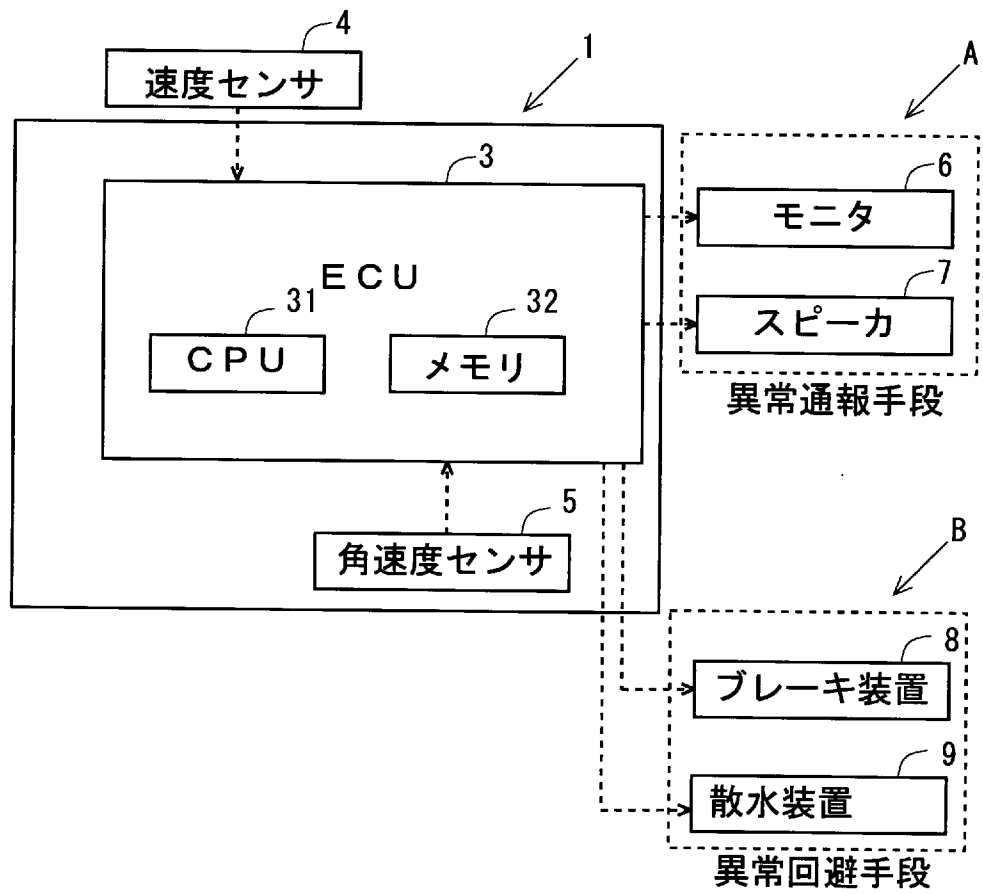 4
速度センサ
1
A
3
6
モニタ
ＥＣＵ
7
スピーカ
31
ＣＰＵ
32
メモリ
異常通報手段
5
角速度センサ
B
8
ブレーキ装置
9
散水装置
異常回避手段